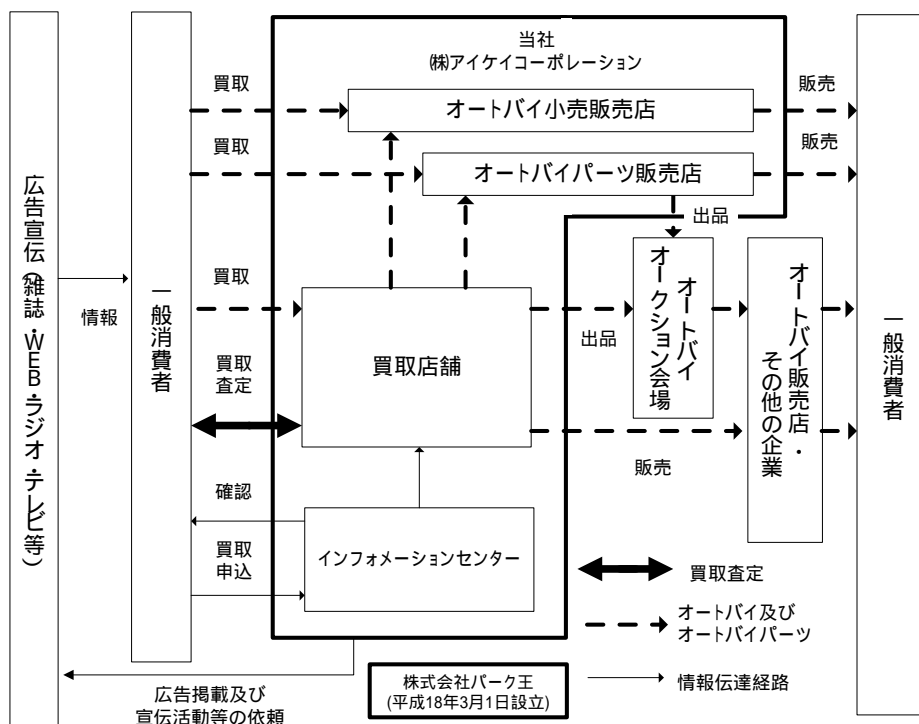 広告宣伝(雑誌・WEB・ラジオ・テレビ等)
情報
一般消費者
当社
㈱アイケイコーポレーション
買取
オートバイ小売販売店
販売
買取
オートバイパーツ販売店
販売
出品
買取
買取店舗
出品
オートバイ
オークション会場
オートバイ販売店・
その他の企業
一般消費者
買取
査定
販売
確認
インフォメーションセンター
買取
申込
買取査定
オートバイ及び
オートバイパーツ
情報伝達経路
広告掲載及び
宣伝活動等の依頼
株式会社パーク王
(平成18年3月1日設立)